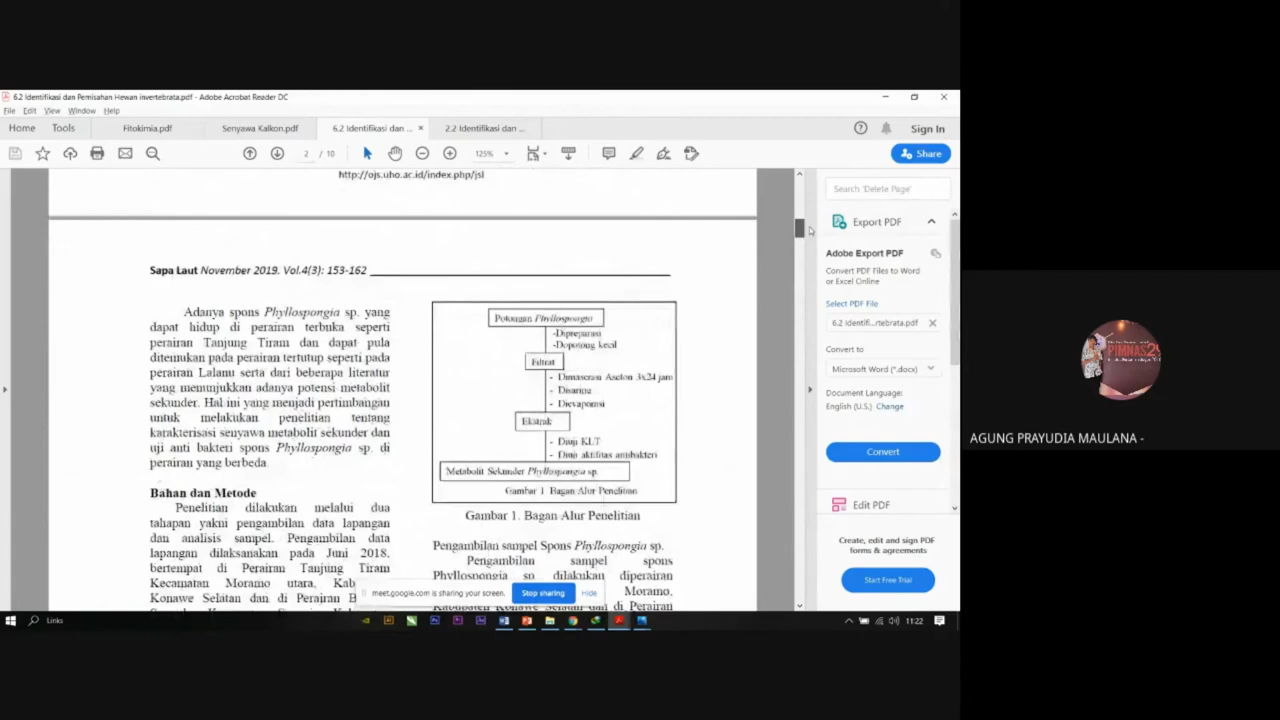 6.2 Identifikasi dan Pemisahan Hewan invertebrata.pdf - Adobe Acrobat Reader DC
File Edit View Window Help
Home Tools Fitokimia.pdf Senyawa Kalkon.pdf 6.2 Identifikasi dan ... × 2.2 Identifikasi dan ... Sign In
2 / 10 125% Share
http://ojs.uho.ac.id/index.php/jsl
Sapa Laut November 2019. Vol.4(3): 153-162
Adanya spons Phyllospongia sp. yang
dapat hidup di perairan terbuka seperti
perairan Tanjung Tiram dan dapat pula
ditemukan pada perairan tertutup seperti pada
perairan Lalanu serta dari beberapa literatur
yang menunjukkan adanya potensi metabolit
sekunder. Hal ini yang menjadi pertimbangan
untuk melakukan penelitian tentang
karakterisasi senyawa metabolit sekunder dan
uji anti bakteri spons Phyllospongia sp. di
perairan yang berbeda.
Bahan dan Metode
Penelitian dilakukan melalui dua
tahapan yakni pengambilan data lapangan
dan analisis sampel. Pengambilan data
lapangan dilaksanakan pada Juni 2018,
bertempat di Perairan Tanjung Tiram
Kecamatan Moramo utara,
Konawe Selatan dan di Perairan
Potongan Phyllospongia
-Dipreparasi
-Dopotong kecil
Filtrat
- Dimaserasi Aseton 3x24 jam
- Disaring
- Dievaporasi
Ekstrak
- Diuji KLT
- Diuji aktifitas antibakteri
Metabolit Sekunder Phyllospongia sp.
Gambar 1 Bagan Alur Penelitian
Gambar 1. Bagan Alur Penelitian
Pengambilan sampel Spons Phyllospongia sp.
Pengambilan sampel spons
Phyllospongia sp dilakukan diperairan
Moramo,
Kabupaten Konawe Selatan dan di Perairan
Search 'Delete Page'
Export PDF
Adobe Export PDF
Convert PDF Files to Word
or Excel Online
Select PDF File
6.2 Identifi...rtebrata.pdf
Convert to
Microsoft Word (*.docx)
Document Language:
English (U.S.) Change
Convert
Edit PDF
Create, edit and sign PDF
forms & agreements
Start Free Trial
meet.google.com is sharing your screen. Stop sharing Hide
Links 11:22
PIMNAS29
AGUNG PRAYUDIA MAULANA -